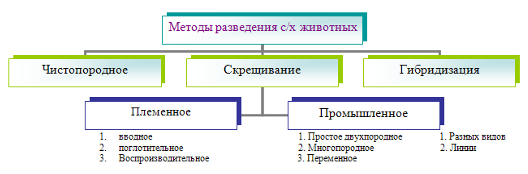 Методы разведения с/х животных
Чистопородное
Скрещивание
Гибридизация
Племенное
Промышленное
1. вводное
2. поглотительное
3. Воспроизводительное
1. Простое двухпородное
2. Многопородное
3. Переменное
1. Разных видов
2. Линии